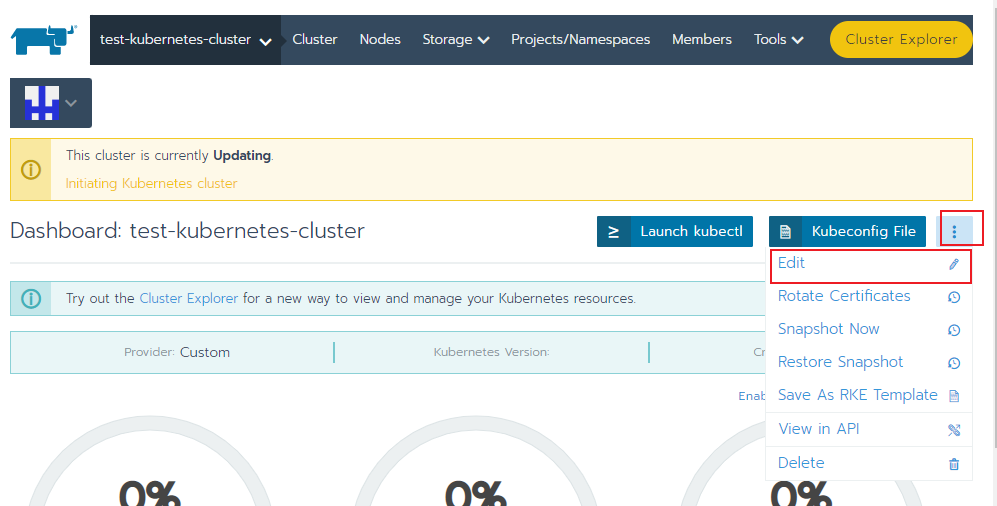 test-kubernetes-cluster Cluster Nodes Storage Projects/Namespaces Members Tools Cluster Explorer
This cluster is currently Updating.
Initiating Kubernetes cluster
Dashboard: test-kubernetes-cluster
Launch kubectl
Kubeconfig File
Edit
Try out the Cluster Explorer for a new way to view and manage your Kubernetes resources.
Rotate Certificates
Snapshot Now
Provider: Custom
Kubernetes Version:
Restore Snapshot
Save As RKE Template
View in API
Delete
0%
0%
0%